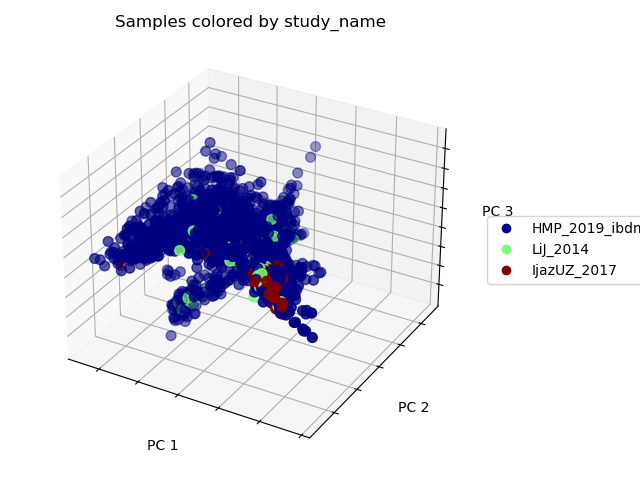 Samples colored by study_name
PC 3
HMP_2019_ibdm
LiJ_2014
IjazUZ_2017
PC 2
PC 1